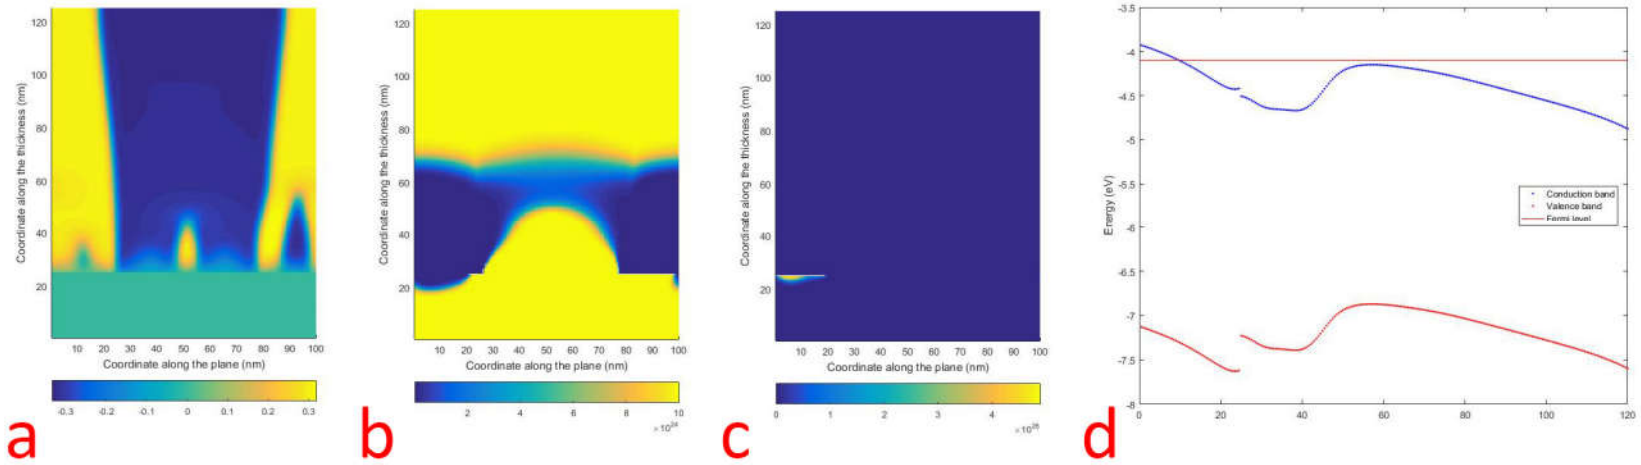 120
100
80
60
40
20
Coordinate along the thickness (nm)
10 20 30 40 50 60 70 80 90 100
Coordinate along the plane (nm)
-0.3 -0.2 -0.1 0 0.1 0.2 0.3
a
120
100
80
60
40
20
Coordinate along the thickness (nm)
10 20 30 40 50 60 70 80 90 100
Coordinate along the plane (nm)
2 4 6 8 10
×10²⁴
b
120
100
80
60
40
20
Coordinate along the thickness (nm)
10 20 30 40 50 60 70 80 90 100
Coordinate along the plane (nm)
0 1 2 3 4
c
-3.5
-4
-4.5
-5
-5.5
-6
-6.5
-7
-7.5
-8
Energy (eV)
0 20 40 60 80 100 120
Conduction band
Valence band
Fermi level
d